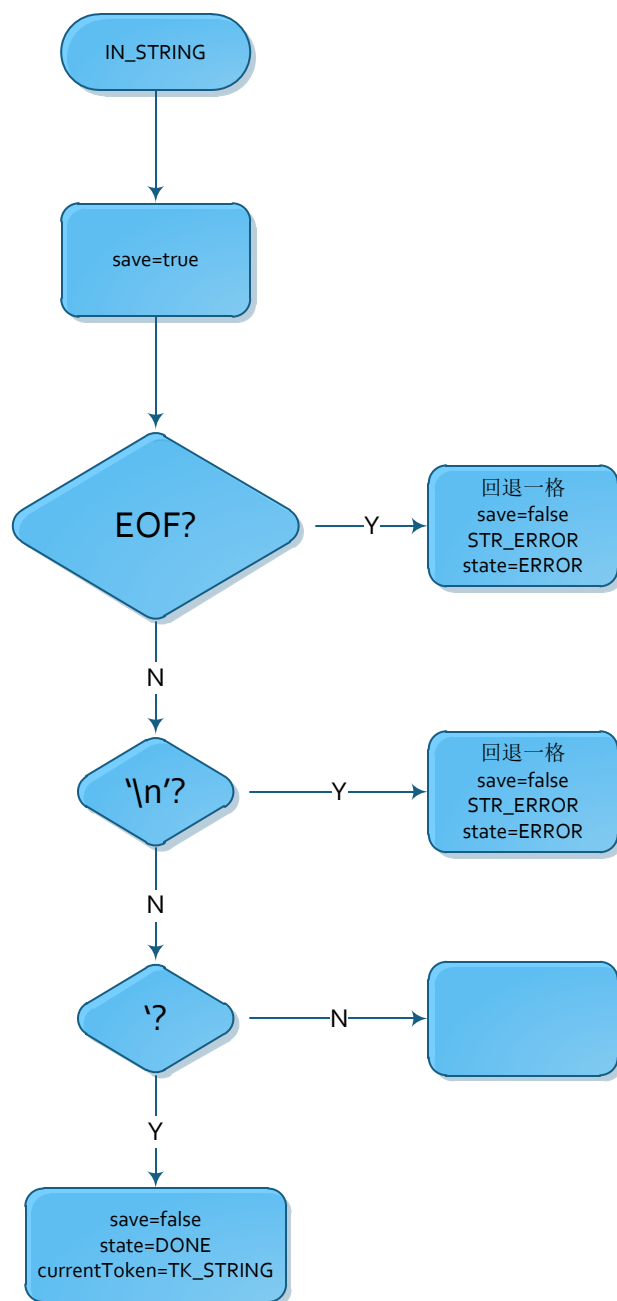 IN_STRING
save=true
EOF?
Y
回退一格
save=false
STR_ERROR
state=ERROR
N
‘\n’?
Y
回退一格
save=false
STR_ERROR
state=ERROR
N
‘?
N
Y
save=false
state=DONE
currentToken=TK_STRING